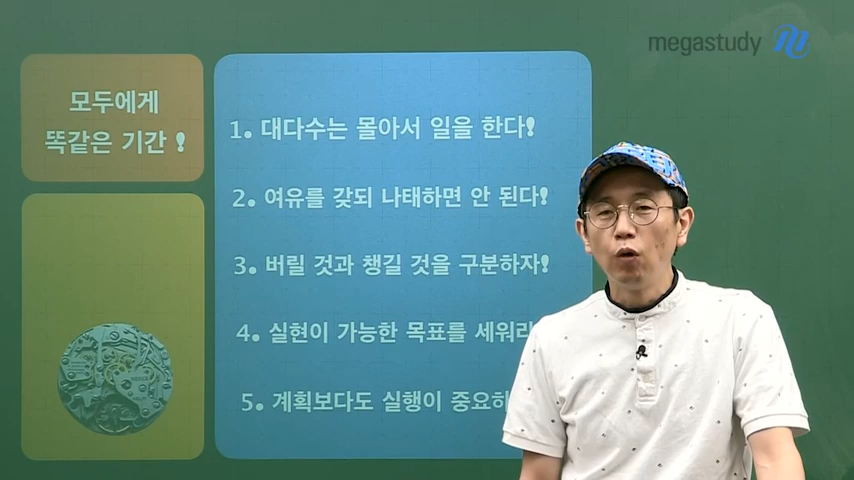 megastudy
모두에게
똑같은 기간 !
1. 대다수는 몰아서 일을 한다!
2. 여유를 갖되 나태하면 안 된다!
3. 버릴 것과 챙길 것을 구분하자!
4. 실현이 가능한 목표를 세워라
5. 계획보다도 실행이 중요하